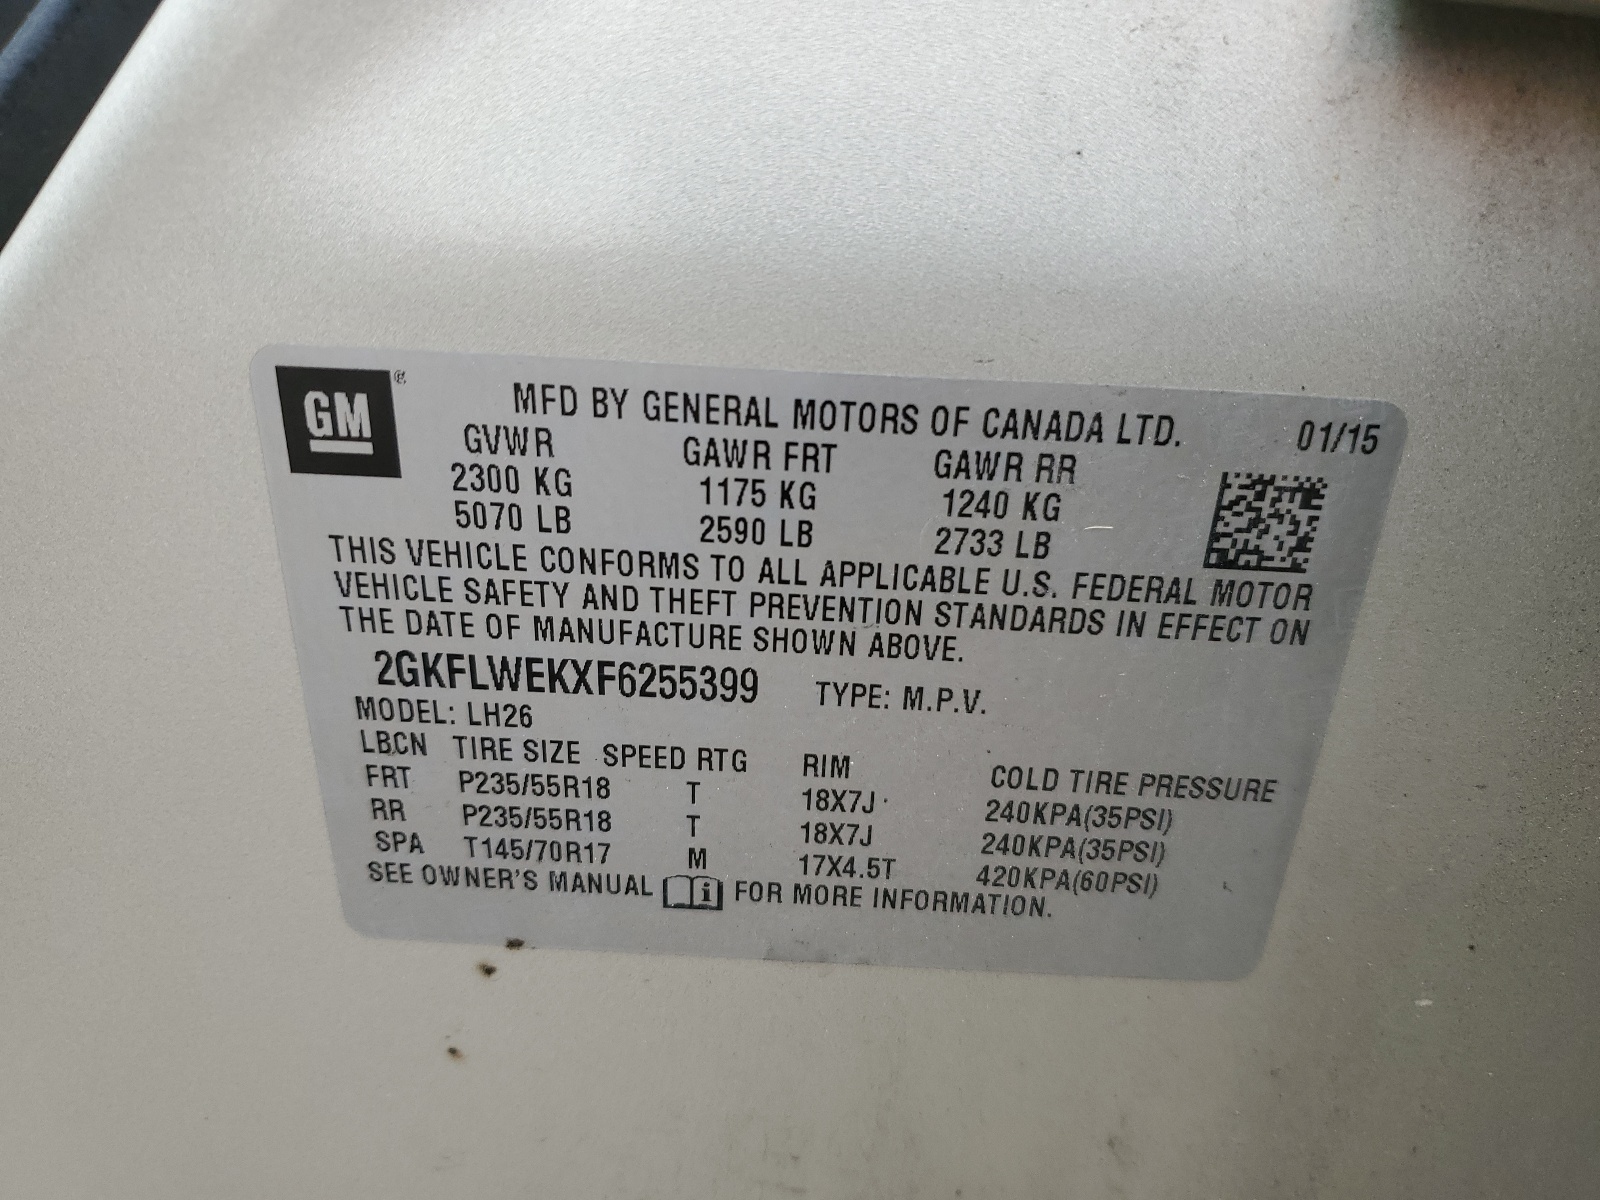 GM ®
MFD BY GENERAL MOTORS OF CANADA LTD. 01/15
GVWR GAWR FRT GAWR RR
2300 KG 1175 KG 1240 KG
5070 LB 2590 LB 2733 LB
THIS VEHICLE CONFORMS TO ALL APPLICABLE U.S. FEDERAL MOTOR
VEHICLE SAFETY AND THEFT PREVENTION STANDARDS IN EFFECT ON
THE DATE OF MANUFACTURE SHOWN ABOVE.
2GKFLWEKXF6255399 TYPE: M.P.V.
MODEL: LH26
LBCN TIRE SIZE SPEED RTG RIM COLD TIRE PRESSURE
FRT P235/55R18 T 18X7J 240KPA(35PSI)
RR P235/55R18 T 18X7J 240KPA(35PSI)
SPA T145/70R17 M 17X4.5T 420KPA(60PSI)
SEE OWNER'S MANUAL i FOR MORE INFORMATION.